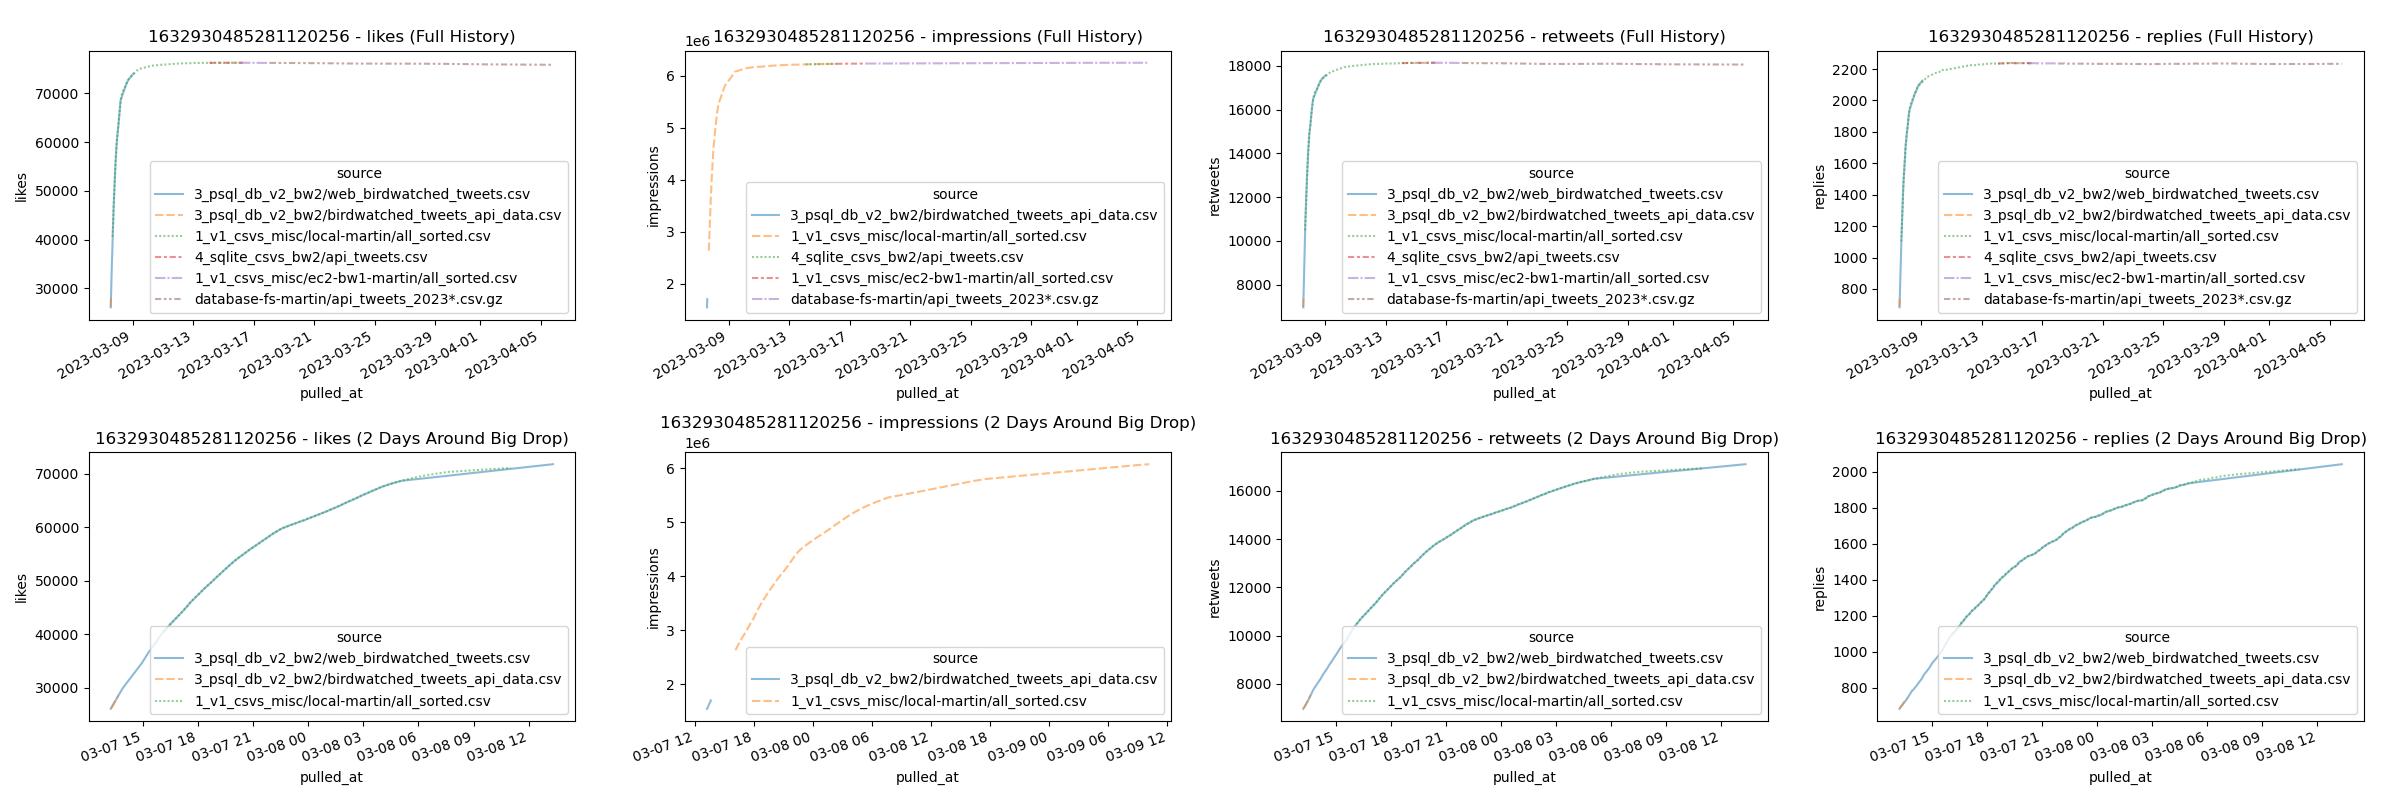 1632930485281120256 - likes (Full History)
likes
70000
60000
50000
40000
30000
source
3_psql_db_v2_bw2/web_birdwatched_tweets.csv
3_psql_db_v2_bw2/birdwatched_tweets_api_data.csv
1_v1_csvs_misc/local-martin/all_sorted.csv
4_sqlite_csvs_bw2/api_tweets.csv
1_v1_csvs_misc/ec2-bw1-martin/all_sorted.csv
database-fs-martin/api_tweets_2023*.csv.gz
2023-03-09
2023-03-13
2023-03-17
2023-03-21
2023-03-25
2023-03-29
2023-04-01
2023-04-05
pulled_at
1e6
1632930485281120256 - impressions (Full History)
impressions
6
5
4
3
2
source
3_psql_db_v2_bw2/birdwatched_tweets_api_data.csv
1_v1_csvs_misc/local-martin/all_sorted.csv
4_sqlite_csvs_bw2/api_tweets.csv
1_v1_csvs_misc/ec2-bw1-martin/all_sorted.csv
database-fs-martin/api_tweets_2023*.csv.gz
2023-03-09
2023-03-13
2023-03-17
2023-03-21
2023-03-25
2023-03-29
2023-04-01
2023-04-05
pulled_at
1632930485281120256 - retweets (Full History)
retweets
18000
16000
14000
12000
10000
8000
source
3_psql_db_v2_bw2/web_birdwatched_tweets.csv
3_psql_db_v2_bw2/birdwatched_tweets_api_data.csv
1_v1_csvs_misc/local-martin/all_sorted.csv
4_sqlite_csvs_bw2/api_tweets.csv
1_v1_csvs_misc/ec2-bw1-martin/all_sorted.csv
database-fs-martin/api_tweets_2023*.csv.gz
2023-03-09
2023-03-13
2023-03-17
2023-03-21
2023-03-25
2023-03-29
2023-04-01
2023-04-05
pulled_at
1632930485281120256 - replies (Full History)
replies
2200
2000
1800
1600
1400
1200
1000
800
source
3_psql_db_v2_bw2/web_birdwatched_tweets.csv
3_psql_db_v2_bw2/birdwatched_tweets_api_data.csv
1_v1_csvs_misc/local-martin/all_sorted.csv
4_sqlite_csvs_bw2/api_tweets.csv
1_v1_csvs_misc/ec2-bw1-martin/all_sorted.csv
database-fs-martin/api_tweets_2023*.csv.gz
2023-03-09
2023-03-13
2023-03-17
2023-03-21
2023-03-25
2023-03-29
2023-04-01
2023-04-05
pulled_at
1632930485281120256 - likes (2 Days Around Big Drop)
likes
70000
60000
50000
40000
30000
source
3_psql_db_v2_bw2/web_birdwatched_tweets.csv
3_psql_db_v2_bw2/birdwatched_tweets_api_data.csv
1_v1_csvs_misc/local-martin/all_sorted.csv
03-07 15
03-07 18
03-07 21
03-08 00
03-08 03
03-08 06
03-08 09
03-08 12
pulled_at
1632930485281120256 - impressions (2 Days Around Big Drop)
1e6
impressions
6
5
4
3
2
source
3_psql_db_v2_bw2/birdwatched_tweets_api_data.csv
1_v1_csvs_misc/local-martin/all_sorted.csv
03-07 12
03-07 18
03-08 00
03-08 06
03-08 12
03-08 18
03-09 00
03-09 06
03-09 12
pulled_at
1632930485281120256 - retweets (2 Days Around Big Drop)
retweets
16000
14000
12000
10000
8000
source
3_psql_db_v2_bw2/web_birdwatched_tweets.csv
3_psql_db_v2_bw2/birdwatched_tweets_api_data.csv
1_v1_csvs_misc/local-martin/all_sorted.csv
03-07 15
03-07 18
03-07 21
03-08 00
03-08 03
03-08 06
03-08 09
03-08 12
pulled_at
1632930485281120256 - replies (2 Days Around Big Drop)
replies
2000
1800
1600
1400
1200
1000
800
source
3_psql_db_v2_bw2/web_birdwatched_tweets.csv
3_psql_db_v2_bw2/birdwatched_tweets_api_data.csv
1_v1_csvs_misc/local-martin/all_sorted.csv
03-07 15
03-07 18
03-07 21
03-08 00
03-08 03
03-08 06
03-08 09
03-08 12
pulled_at